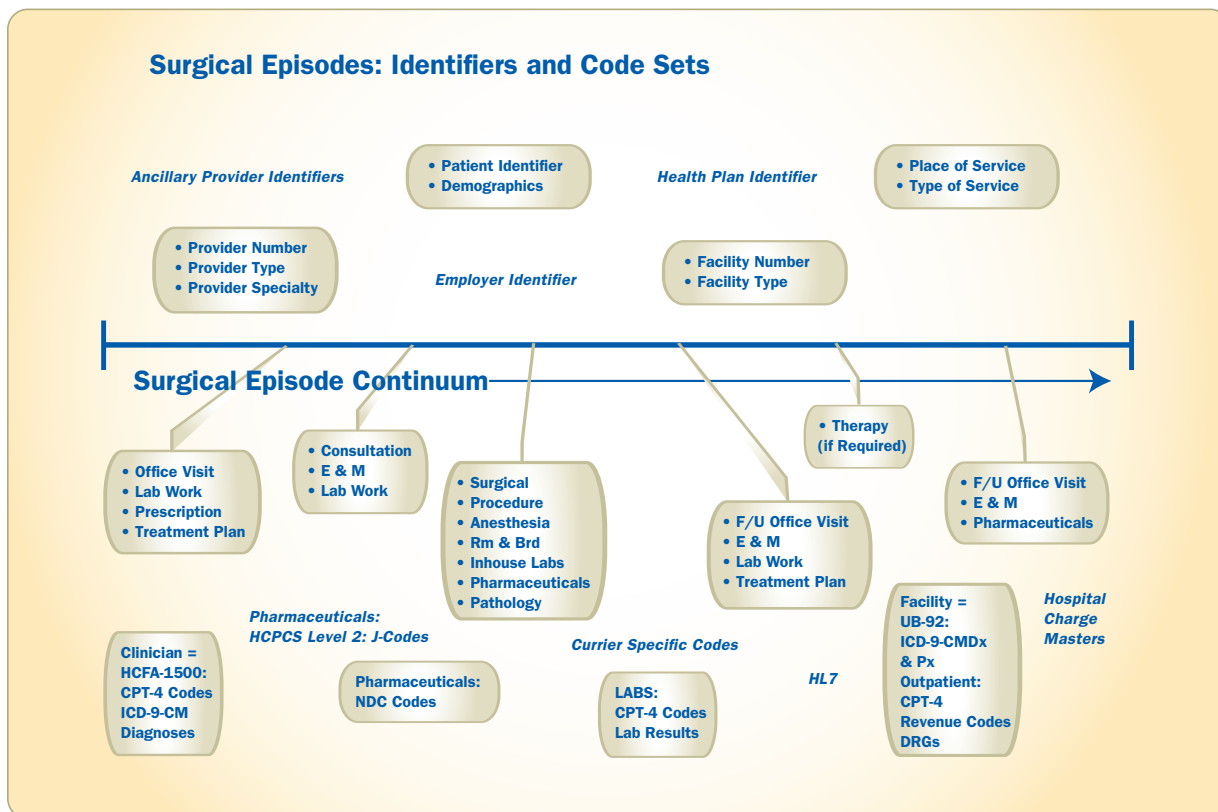 Surgical Episodes: Identifiers and Code Sets
Ancillary Provider Identifiers
• Patient Identifier
• Demographics
Health Plan Identifier
• Place of Service
• Type of Service
• Provider Number
• Provider Type
• Provider Specialty
Employer Identifier
• Facility Number
• Facility Type
Surgical Episode Continuum
• Office Visit
• Lab Work
• Prescription
• Treatment Plan
• Consultation
• E & M
• Lab Work
• Surgical
• Procedure
• Anesthesia
• Rm & Brd
• Inhouse Labs
• Pharmaceuticals
• Pathology
• F/U Office Visit
• E & M
• Lab Work
• Treatment Plan
• Therapy
(if Required)
• F/U Office Visit
• E & M
• Pharmaceuticals
Clinician =
HCFA-1500:
CPT-4 Codes
ICD-9-CM
Diagnoses
Pharmaceuticals:
HCPCS Level 2: J-Codes
Pharmaceuticals:
NDC Codes
Currier Specific Codes
LABS:
CPT-4 Codes
Lab Results
HL7
Facility =
UB-92:
ICD-9-CMDx
& Px
Outpatient:
CPT-4
Revenue Codes
DRGs
Hospital
Charge
Masters